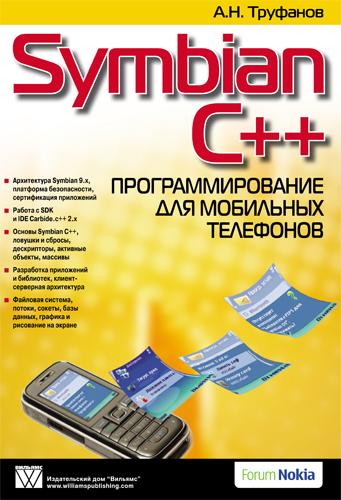 А.Н. Труфанов
Symbian
C++
ПРОГРАММИРОВАНИЕ
ДЛЯ МОБИЛЬНЫХ
ТЕЛЕФОНОВ
Архитектура Symbian 9.x,
платформа безопасности,
сертификация приложений
Работа с SDK
и IDE Carbide.c++ 2.x
Основы Symbian C++,
ловушки и сбросы,
дескрипторы, активные
объекты, массивы
Разработка приложений
и библиотек, клиент-
серверная архитектура
Файловая система,
потоки, сокеты, базы
данных, графика и
рисование на экране
ВИЛЬЯМС
Издательский дом "Вильямс"
www.williamspublishing.com
Forum Nokia